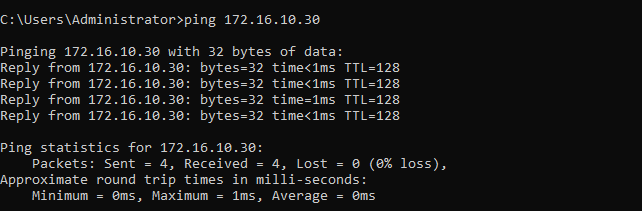 C:\Users\Administrator>ping 172.16.10.30
Pinging 172.16.10.30 with 32 bytes of data:
Reply from 172.16.10.30: bytes=32 time<1ms TTL=128
Reply from 172.16.10.30: bytes=32 time<1ms TTL=128
Reply from 172.16.10.30: bytes=32 time=1ms TTL=128
Reply from 172.16.10.30: bytes=32 time<1ms TTL=128
Ping statistics for 172.16.10.30:
    Packets: Sent = 4, Received = 4, Lost = 0 (0% loss),
Approximate round trip times in milli-seconds:
    Minimum = 0ms, Maximum = 1ms, Average = 0ms